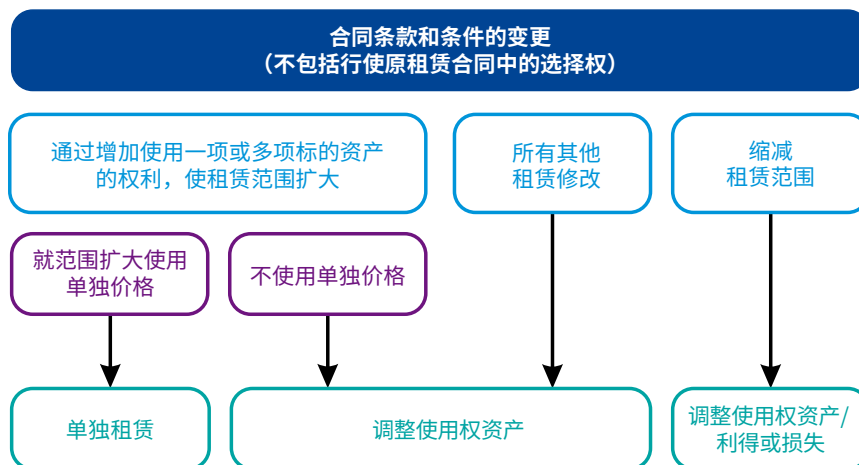 合同条款和条件的变更
（不包括行使原租赁合同中的选择权）
通过增加使用一项或多项标的资产
的权利，使租赁范围扩大
所有其他
租赁修改
缩减
租赁范围
就范围扩大使用
单独价格
不使用单独价格
单独租赁
调整使用权资产
调整使用权资产/
利得或损失